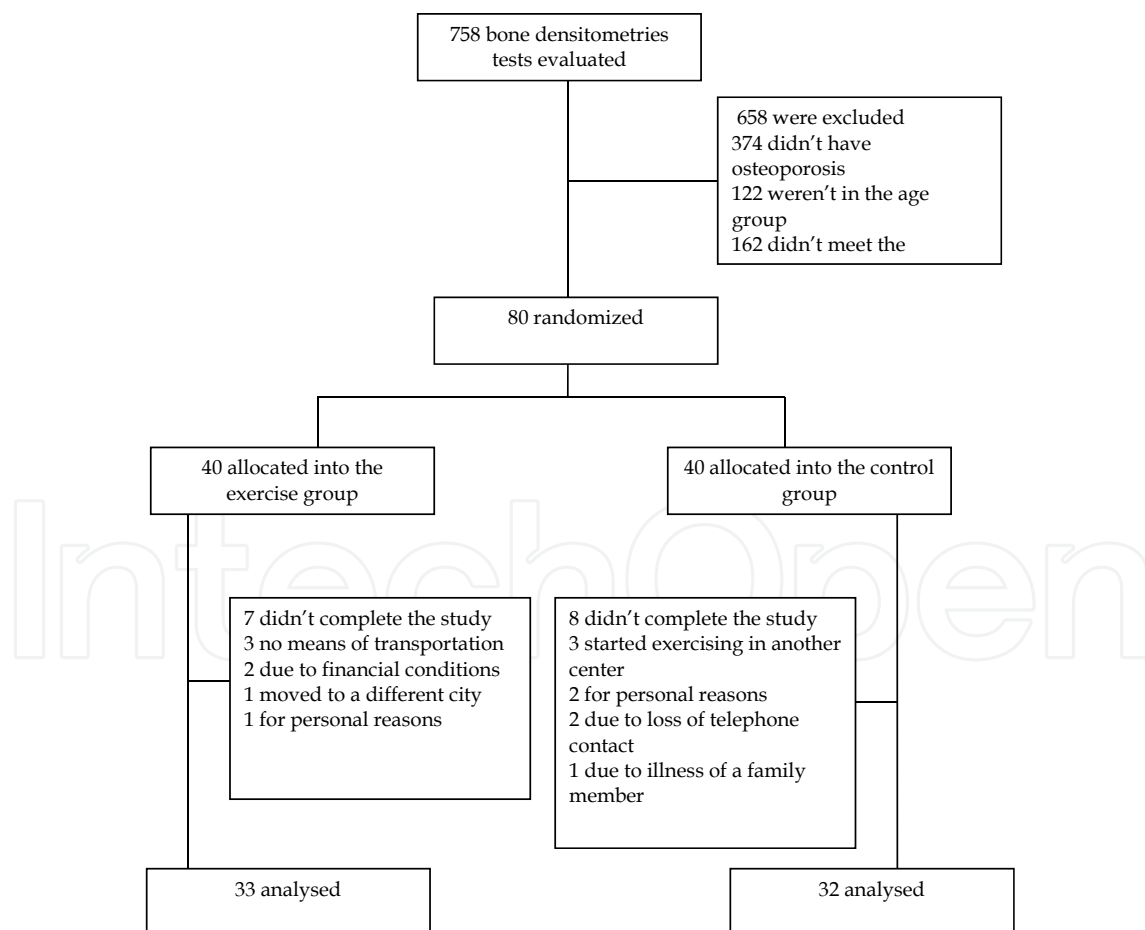 758 bone densitometries
tests evaluated
658 were excluded
374 didn't have
osteoporosis
122 weren't in the age
group
162 didn't meet the
80 randomized
40 allocated into the
exercise group
40 allocated into the control
group
IntechOpen
7 didn't complete the study
3 no means of transportation
2 due to financial conditions
1 moved to a different city
1 for personal reasons
8 didn't complete the study
3 started exercising in another
center
2 for personal reasons
2 due to loss of telephone
contact
1 due to illness of a family
member
33 analysed
32 analysed